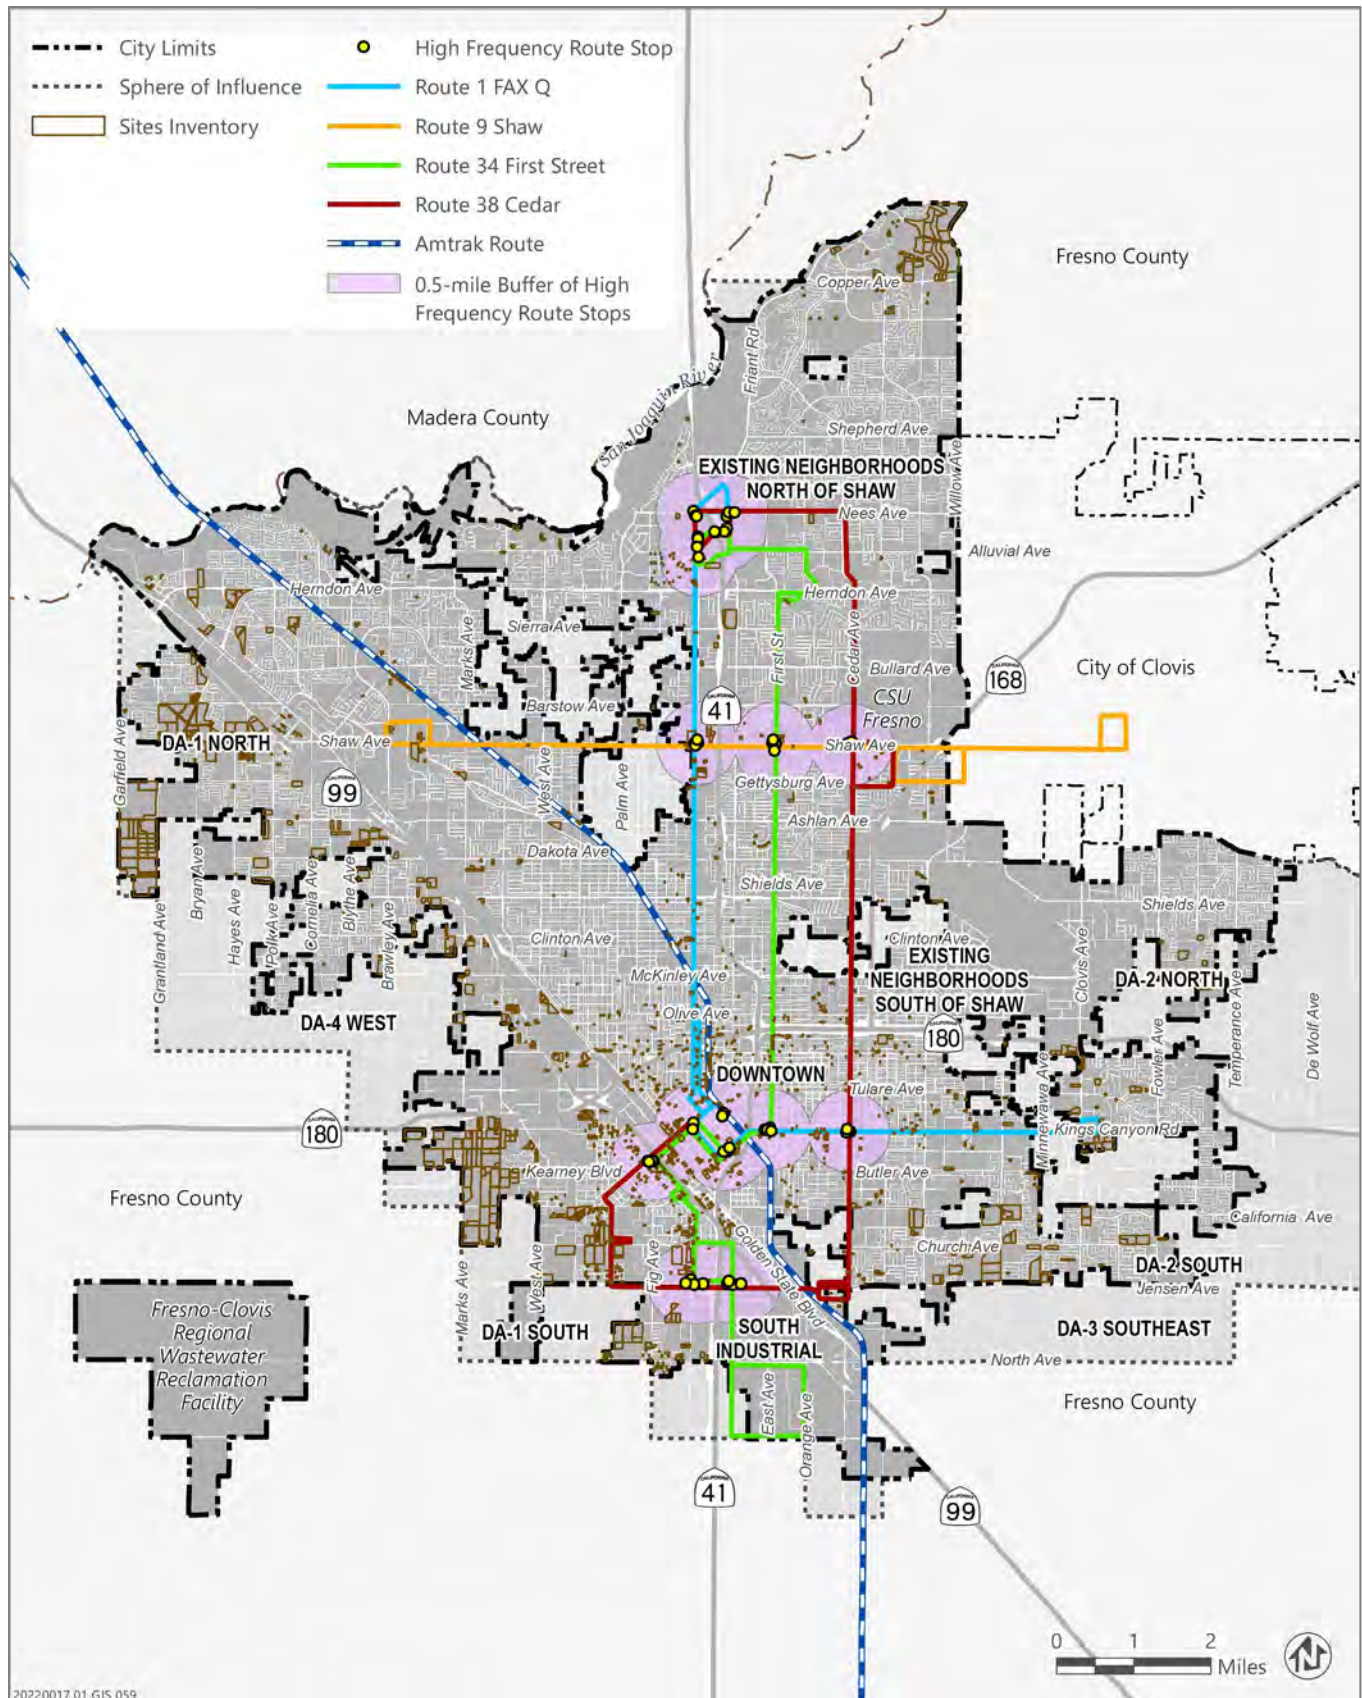 City Limits
Sphere of Influence
Sites Inventory
High Frequency Route Stop
Route 1 FAX Q
Route 9 Shaw
Route 34 First Street
Route 38 Cedar
Amtrak Route
0.5-mile Buffer of High
Frequency Route Stops
Fresno County
Copper Ave
Friant Rd
San Joaquin River
Madera County
Shepherd Ave
Willow Ave
EXISTING NEIGHBORHOODS
NORTH OF SHAW
Nees Ave
Alluvial Ave
Herndon Ave
Herndon Ave
Sierra Ave
Marks Ave
First St
Cedar Ave
Bullard Ave
CALIFORNIA
168
City of Clovis
CALIFORNIA
41
CSU
Fresno
Barstow Ave
Garfield Ave
DA-1 NORTH
Shaw Ave
Shaw Ave
CALIFORNIA
99
West Ave
Palm Ave
Gettysburg Ave
Ashlan Ave
Dakota Ave
Bryan Ave
Hayes Ave
Polk Ave
Cornelia Ave
Blythe Ave
Brawley Ave
Grantland Ave
Shields Ave
Shields Ave
Clinton Ave
Clinton Ave
EXISTING
NEIGHBORHOODS
SOUTH OF SHAW
Clovis Ave
McKinley Ave
DA-2 NORTH
Temperance Ave
De Wolf Ave
Olive Ave
DA-4 WEST
CALIFORNIA
180
Fowler Ave
DOWNTOWN
Tulare Ave
Minnewawa Ave
CALIFORNIA
180
Kings Canyon Rd
Kearney Blvd
Butler Ave
Fresno County
California Ave
Golden State Blvd
Church Ave
Fig Ave
West Ave
Marks Ave
DA-2 SOUTH
Jensen Ave
Fresno-Clovis
Regional
Wastewater
Reclamation
Facility
DA-1 SOUTH
SOUTH
INDUSTRIAL
DA-3 SOUTHEAST
North Ave
East Ave
Orange Ave
Fresno County
CALIFORNIA
41
CALIFORNIA
99
0 1 2
Miles
N
20220017.01 GIS 059